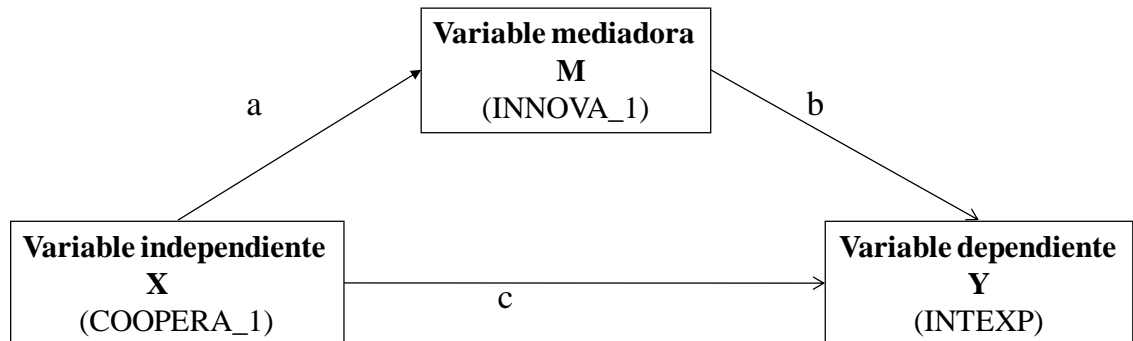 Variable mediadora
M
(INNOVA_1)
a
b
Variable independiente
X
(COOPERA_1)
c
Variable dependiente
Y
(INTEXP)